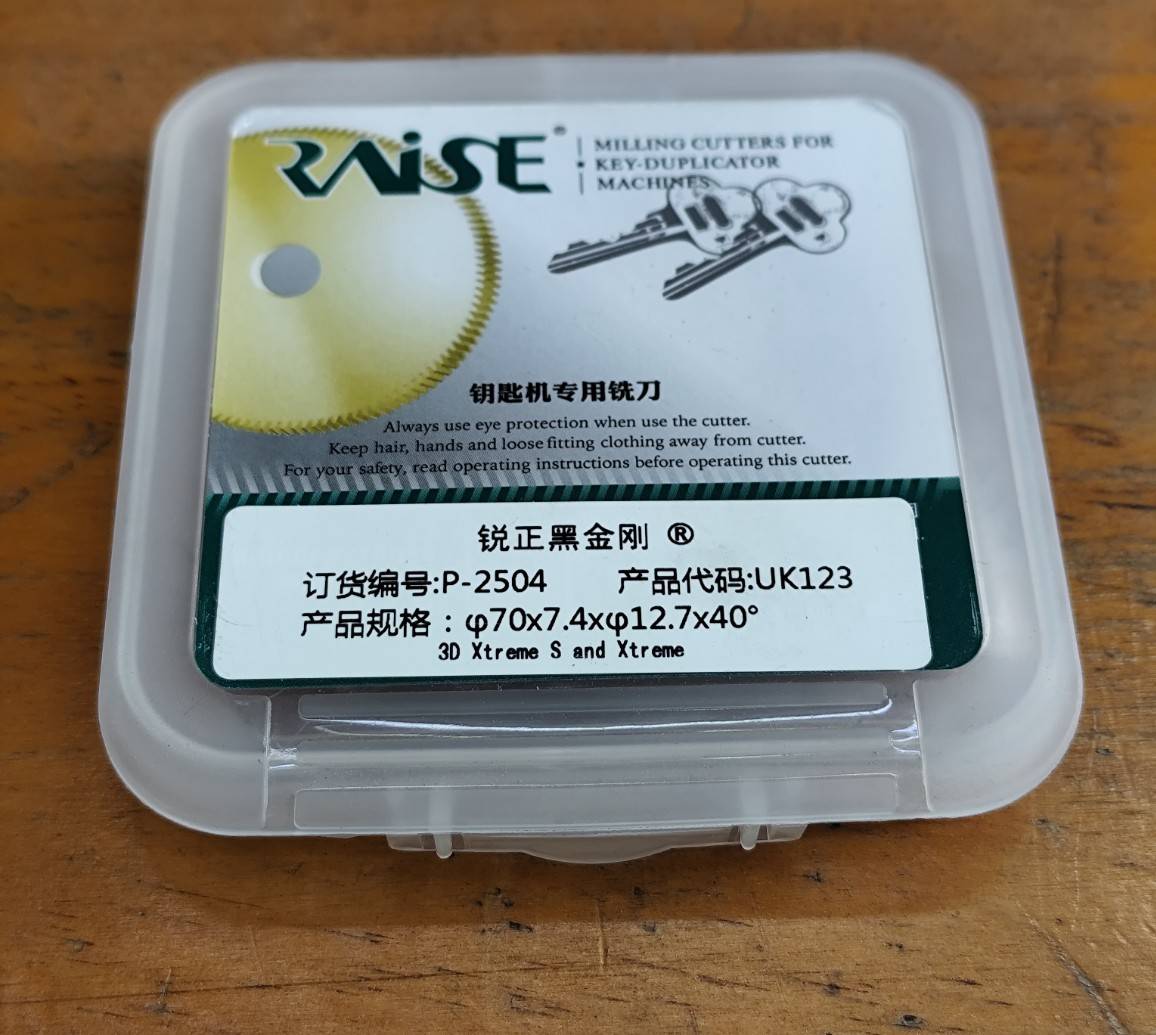 RAiSE®
MILLING CUTTERS FOR
KEY-DUPLICATOR
MACHINES
钥匙机专用铣刀
Always use eye protection when use the cutter.
Keep hair, hands and loose fitting clothing away from cutter.
For your safety, read operating instructions before operating this cutter.
锐正黑金刚 ®
订货编号:P-2504 产品代码:UK123
产品规格：φ70x7.4xφ12.7x40°
3D Xtreme S and Xtreme